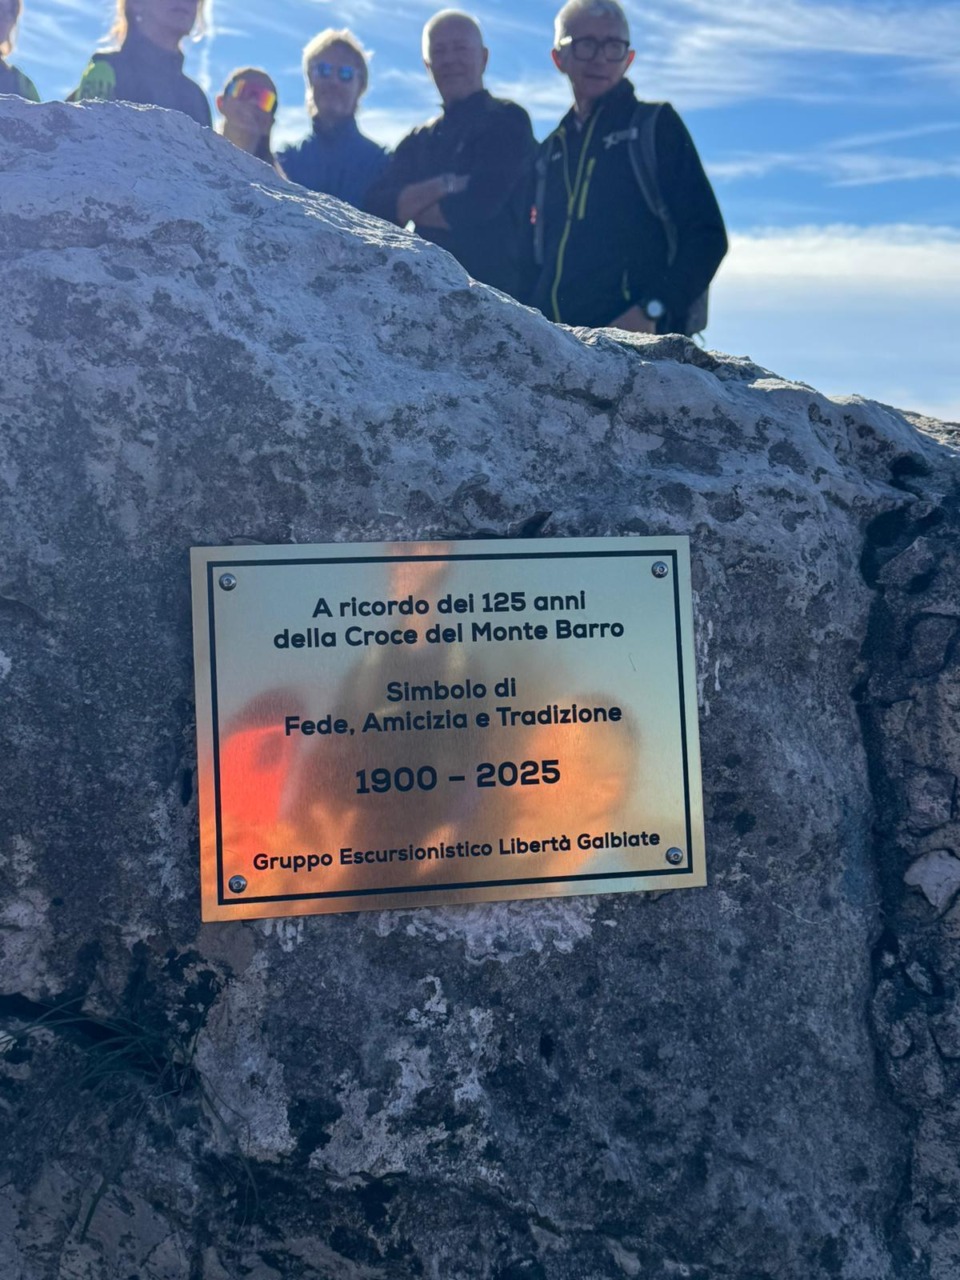 A ricordo dei 125 anni
della Croce del Monte Barro
Simbolo di
Fede, Amicizia e Tradizione
1900 – 2025
Gruppo Escursionistico Libertà Galbiate